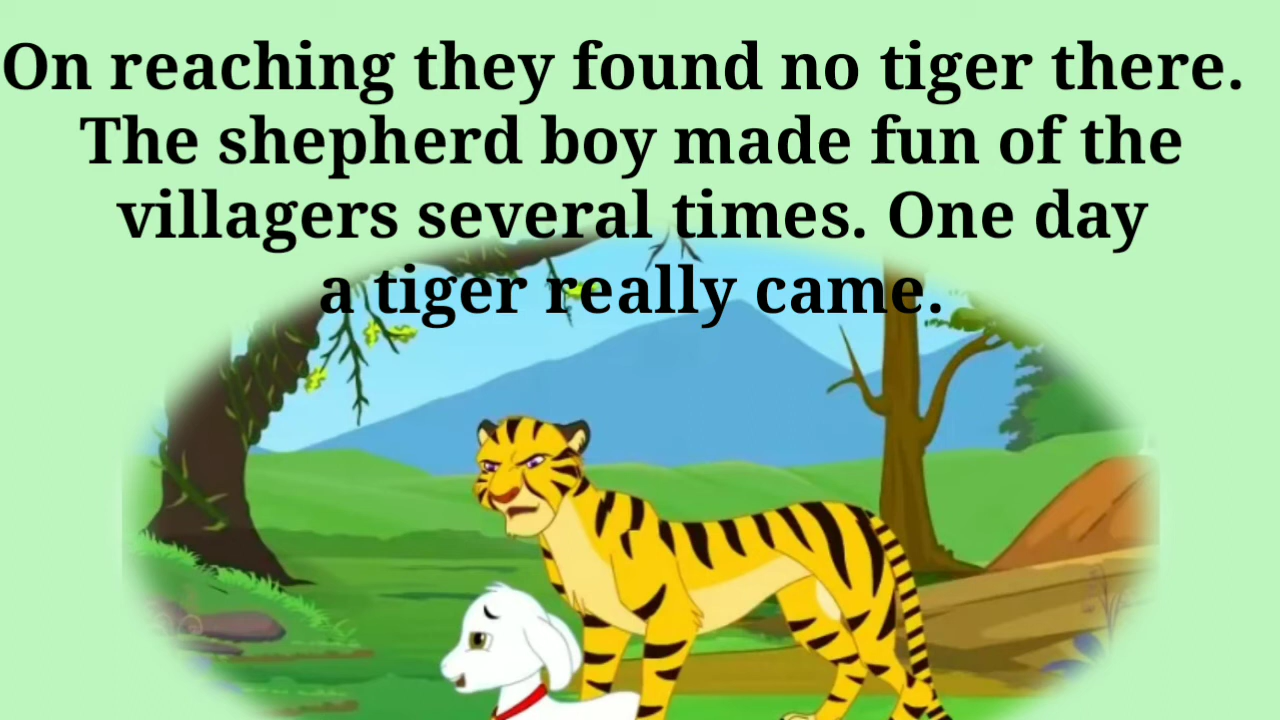 On reaching they found no tiger there.
The shepherd boy made fun of the
villagers several times. One day
a tiger really came.